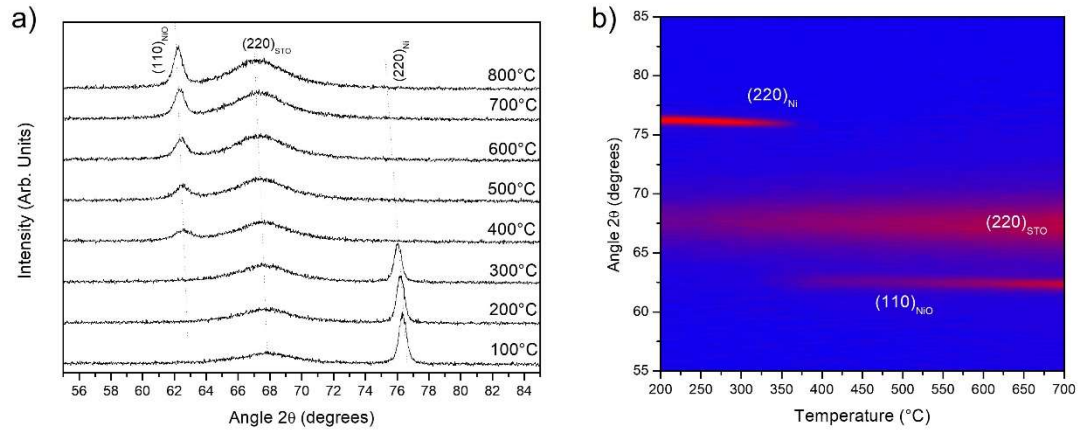 a)
(110)NiO
(220)STO
(220)Ni
800°C
700°C
600°C
500°C
400°C
300°C
200°C
100°C
Intensity (Arb. Units)
56 58 60 62 64 66 68 70 72 74 76 78 80 82 84
Angle 2θ (degrees)
b)
85
80
75
70
65
60
55
Angle 2θ (degrees)
(220)Ni
(220)STO
(110)NiO
200 250 300 350 400 450 500 550 600 650 700
Temperature (°C)